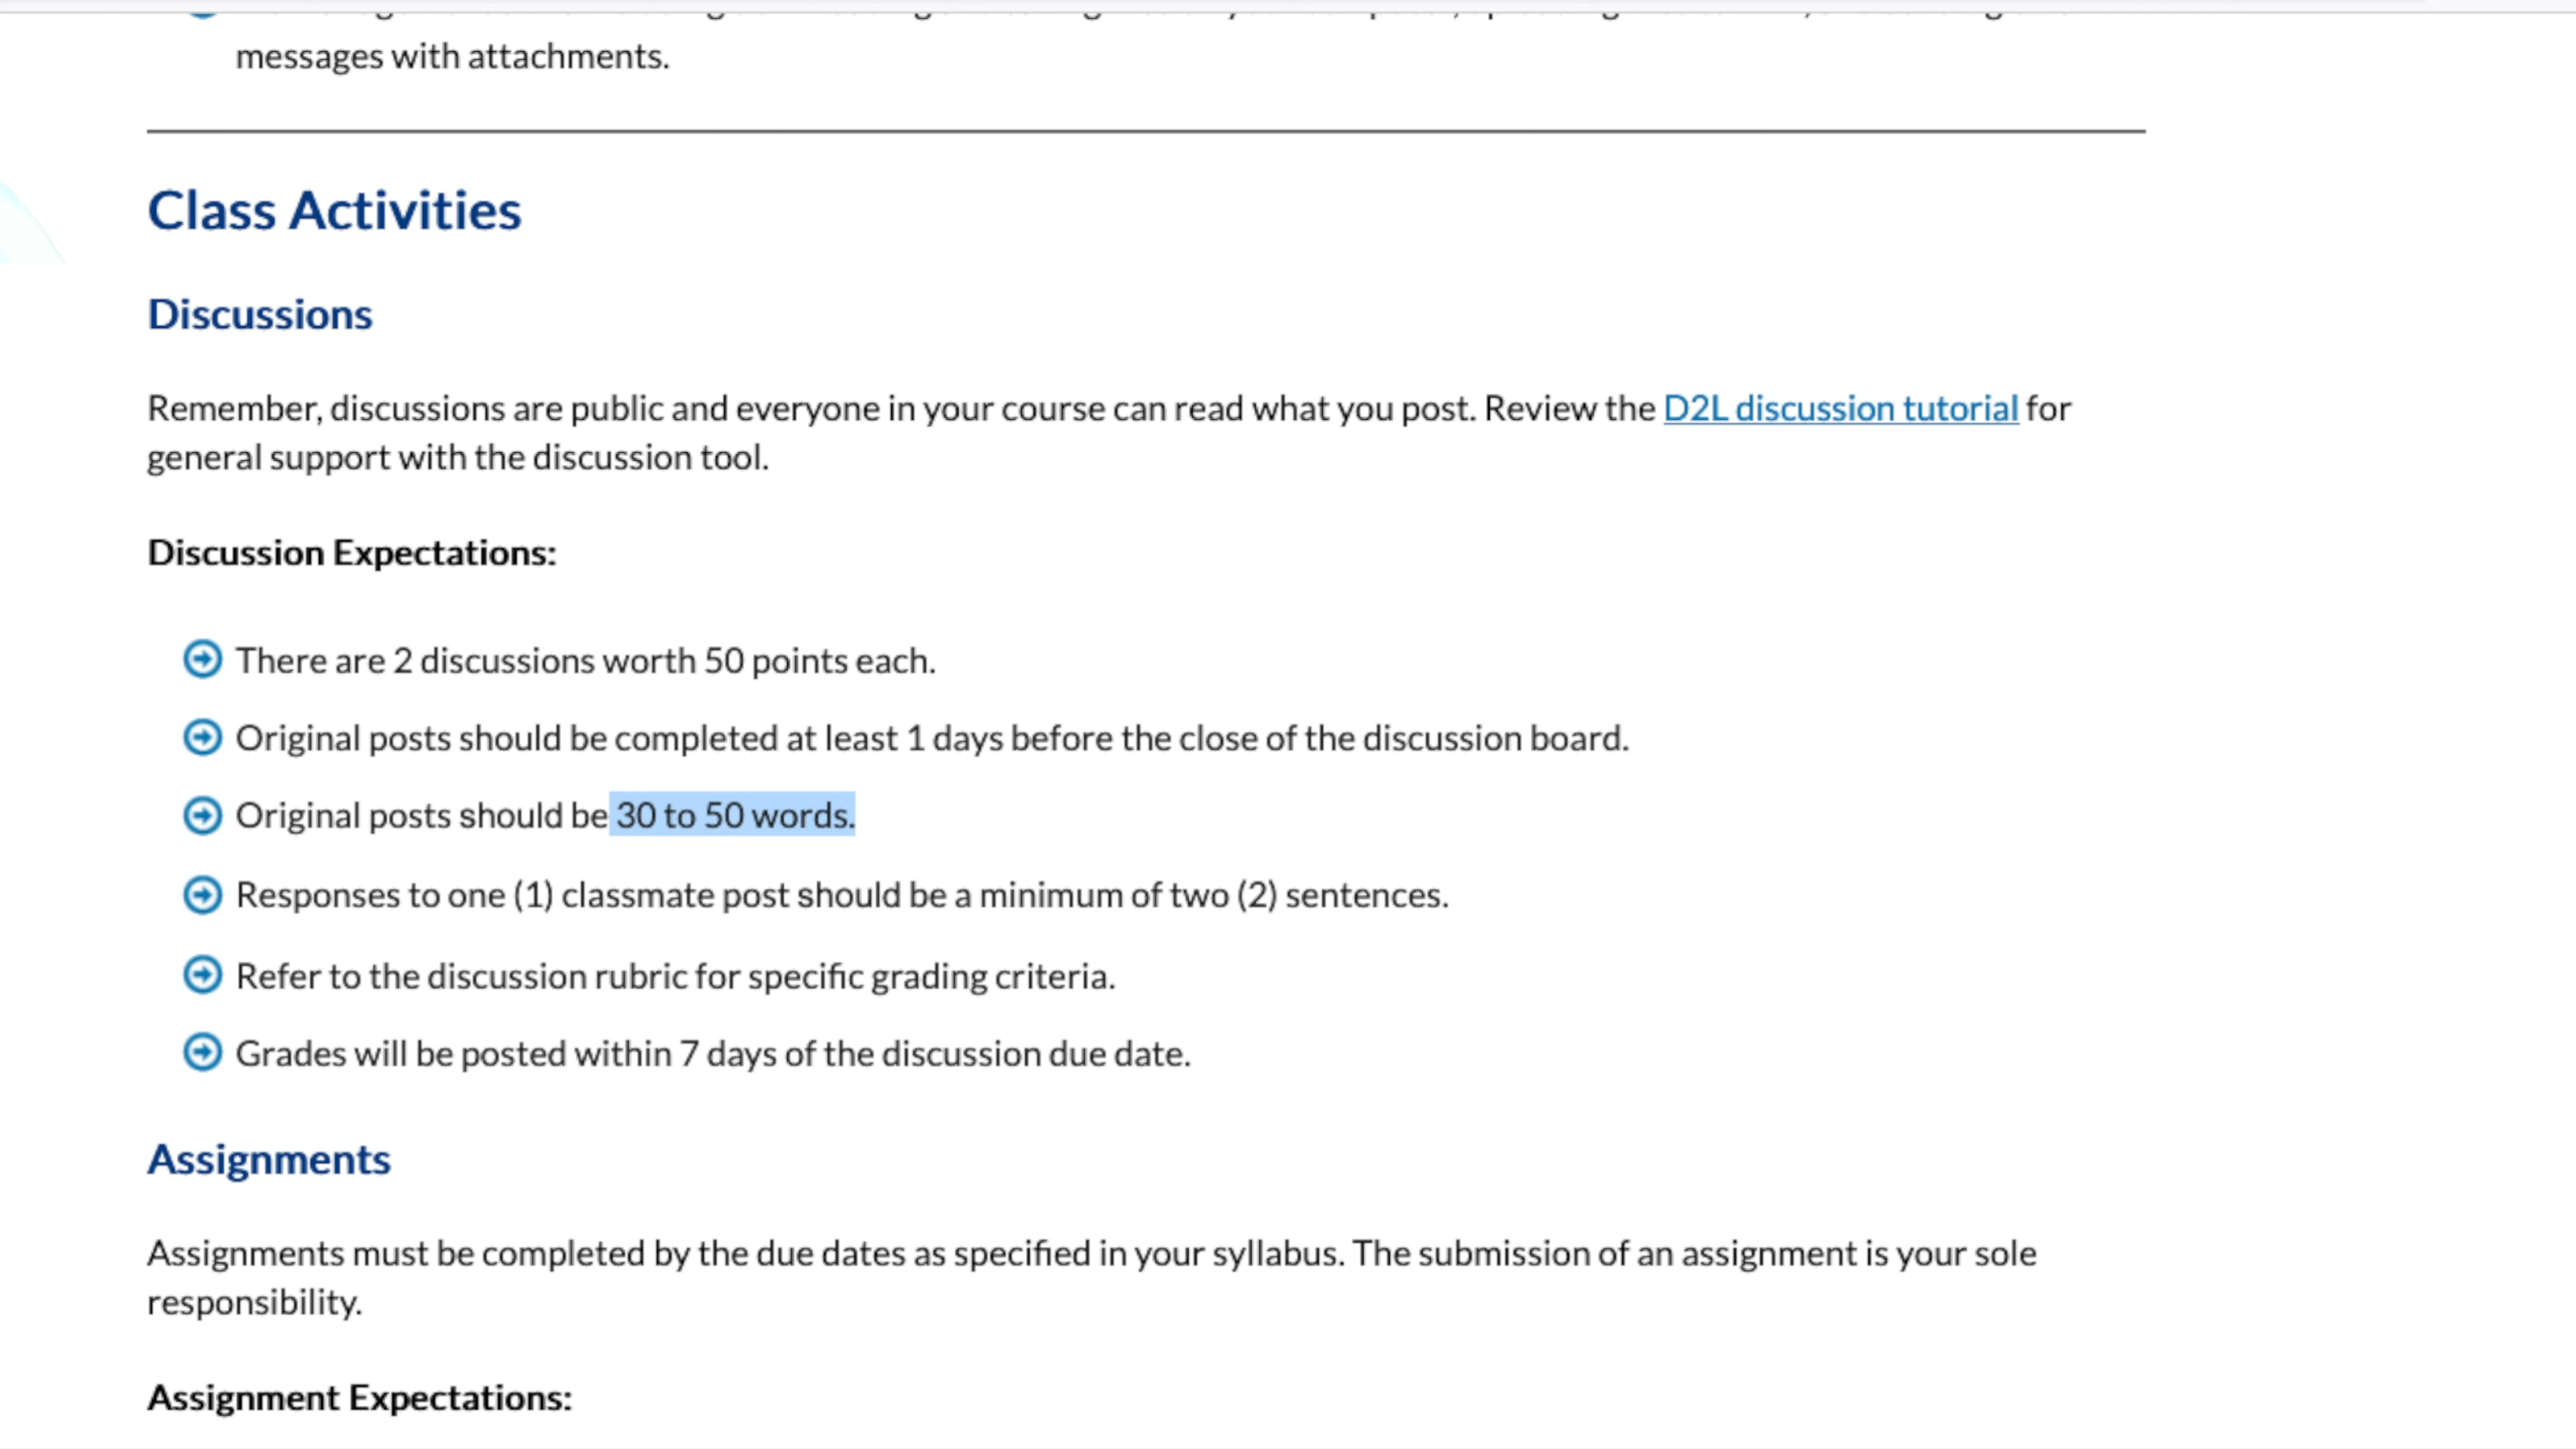 messages with attachments.
Class Activities
Discussions
Remember, discussions are public and everyone in your course can read what you post. Review the D2L discussion tutorial for
general support with the discussion tool.
Discussion Expectations:
There are 2 discussions worth 50 points each.
Original posts should be completed at least 1 days before the close of the discussion board.
Original posts should be 30 to 50 words.
Responses to one (1) classmate post should be a minimum of two (2) sentences.
Refer to the discussion rubric for specific grading criteria.
Grades will be posted within 7 days of the discussion due date.
Assignments
Assignments must be completed by the due dates as specified in your syllabus. The submission of an assignment is your sole
responsibility.
Assignment Expectations: